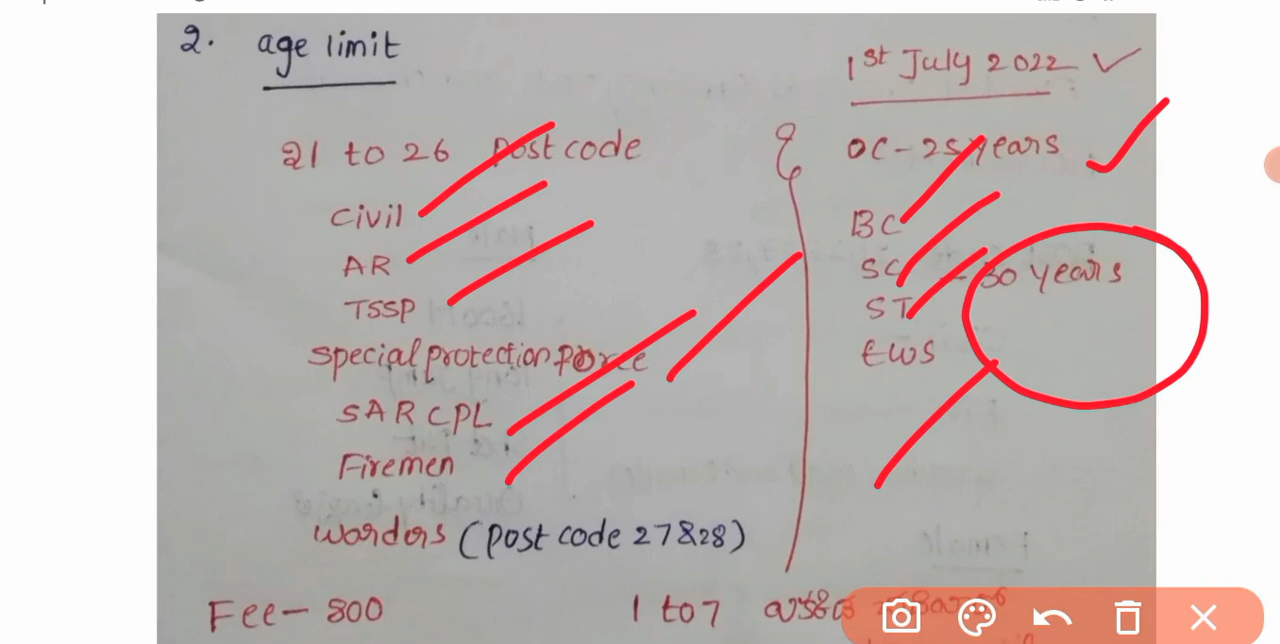 2. age limit
1st July 2022
21 to 26 post code
OC - 25 years
Civil
BC
AR
SC - 30 years
TSSP
ST
special protection force
EWS
SAR CPL
Firemen
worders (post code 27 & 28)
Fee - 800
1 to 7